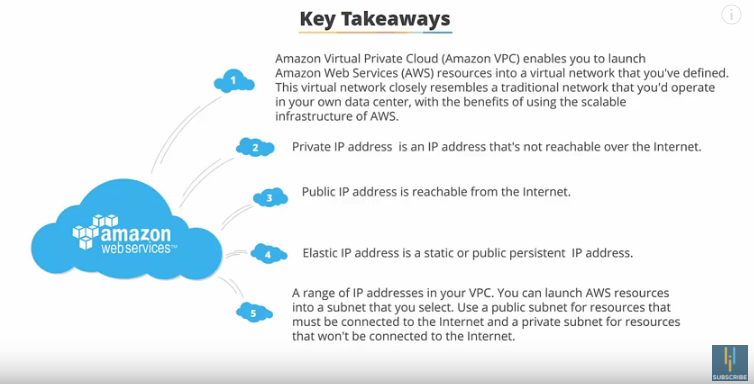 Key Takeaways
Amazon Virtual Private Cloud (Amazon VPC) enables you to launch
Amazon Web Services (AWS) resources into a virtual network that you've defined.
This virtual network closely resembles a traditional network that you'd operate
in your own data center, with the benefits of using the scalable
infrastructure of AWS.
1
2
Private IP address is an IP address that's not reachable over the Internet.
3
Public IP address is reachable from the Internet.
amazon
web services™
4
Elastic IP address is a static or public persistent IP address.
5
A range of IP addresses in your VPC. You can launch AWS resources
into a subnet that you select. Use a public subnet for resources that
must be connected to the Internet and a private subnet for resources
that won't be connected to the Internet.
SUBSCRIBE